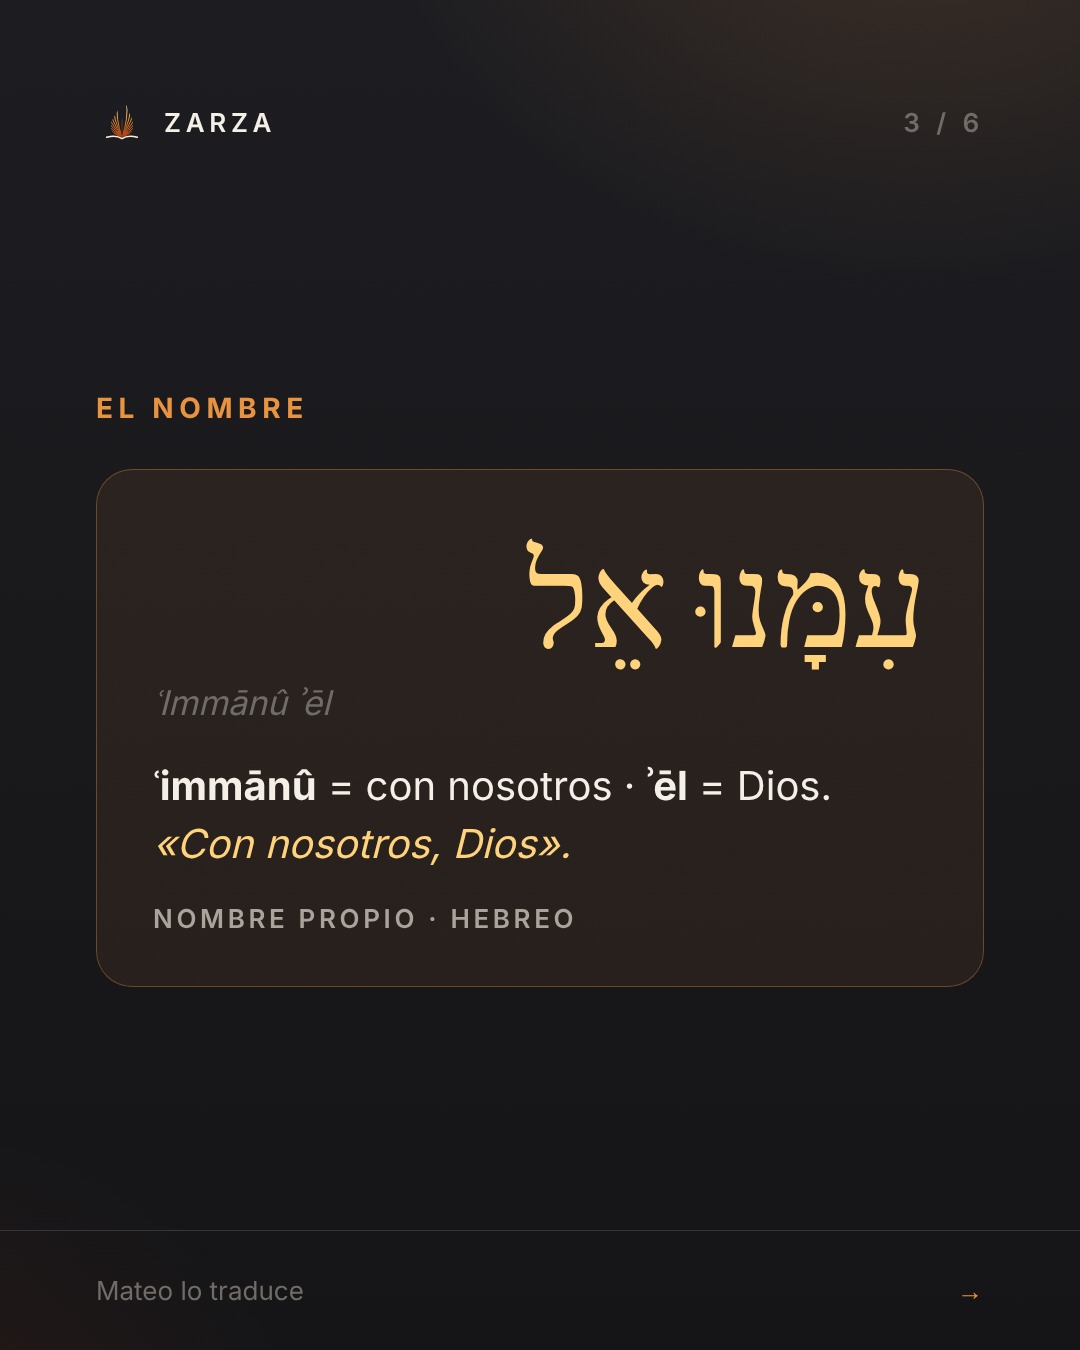 ZARZA
3 / 6
EL NOMBRE
עִמָּנוּ אֵל
ʿImmānû ʾēl
ʿimmānû = con nosotros · ʾēl = Dios.
«Con nosotros, Dios».
NOMBRE PROPIO · HEBREO
Mateo lo traduce →